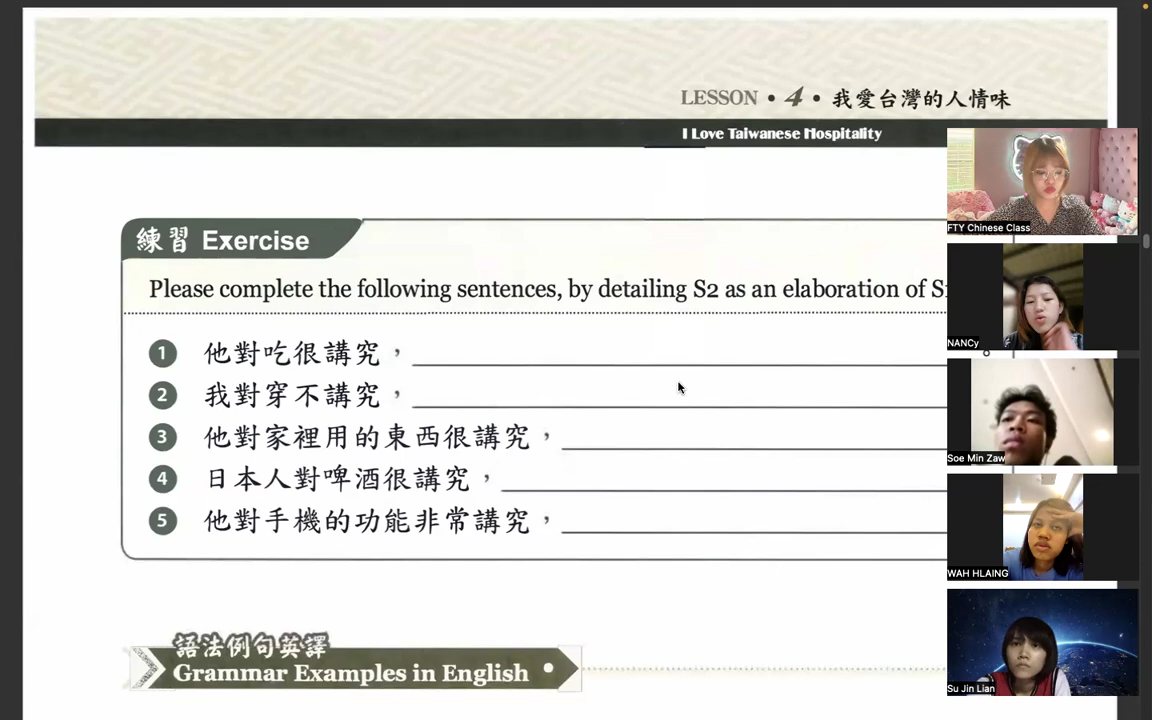 LESSON • 4 • 我愛台灣的人情味
I Love Taiwanese Hospitality
練習 Exercise
Please complete the following sentences, by detailing S2 as an elaboration of S1
1 他對吃很講究，
2 我對穿不講究，
3 他對家裡用的東西很講究，
4 日本人對啤酒很講究，
5 他對手機的功能非常講究，
語法例句英譯
Grammar Examples in English
FTY Chinese Class
NANCy
Soe Min Zaw
WAH HLAING
Su Jin Lian